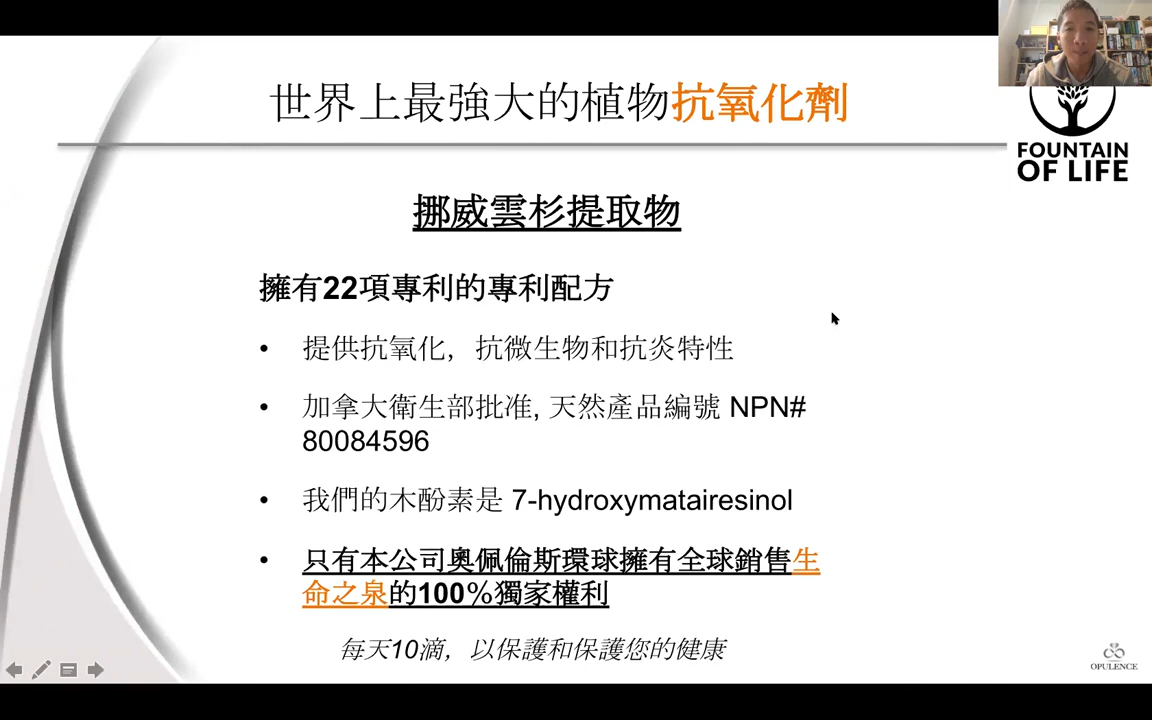 世界上最強大的植物抗氧化劑
FOUNTAIN
OF LIFE
挪威雲杉提取物
擁有22項專利的專利配方
• 提供抗氧化，抗微生物和抗炎特性
• 加拿大衛生部批准, 天然產品編號 NPN#
80084596
• 我們的木酚素是 7-hydroxymatairesinol
• 只有本公司奧佩倫斯環球擁有全球銷售生
命之泉的100%獨家權利
每天10滴，以保護和保護您的健康
OPULENCE